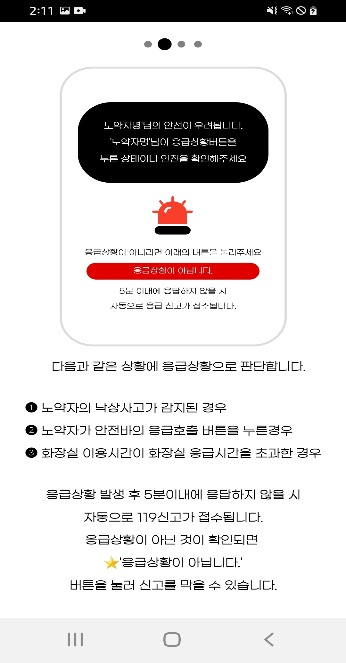 2:11
'노약자명'님의 안전이 우려됩니다.
'노약자명'님이 응급상황버튼을
누른 상태이니 안전을 확인해주세요
응급상황이 아니라면 아래의 버튼을 눌러주세요
응급상황이 아닙니다.
5분 이내에 응답하지 않을 시
자동으로 응급 신고가 접수됩니다.
다음과 같은 상황에 응급상황으로 판단합니다.
❶ 노약자의 낙상사고가 감지된 경우
❷ 노약자가 안전바의 응급호출 버튼을 누른경우
❸ 화장실 이용시간이 화장실 응급시간을 초과한 경우
응급상황 발생 후 5분이내에 응답하지 않을 시
자동으로 119신고가 접수됩니다.
응급상황이 아닌 것이 확인되면
⭐'응급상황이 아닙니다.'
버튼을 눌러 신고를 막을 수 있습니다.